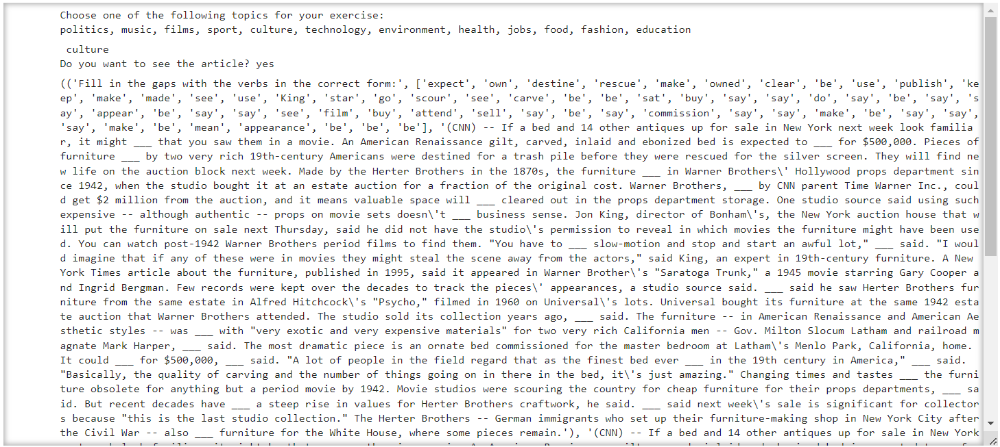 Choose one of the following topics for your exercise:
politics, music, films, sport, culture, technology, environment, health, jobs, food, fashion, education
culture
Do you want to see the article? yes
(('Fill in the gaps with the verbs in the correct form:', ['expect', 'own', 'destine', 'rescue', 'make', 'owned', 'clear', 'be', 'use', 'publish', 'ke
ep', 'make', 'made', 'see', 'use', 'King', 'star', 'go', 'scour', 'see', 'carve', 'be', 'be', 'sat', 'buy', 'say', 'say', 'do', 'say', 'be', 'say', 's
ay', 'appear', 'be', 'say', 'say', 'see', 'film', 'buy', 'attend', 'sell', 'say', 'be', 'say', 'commission', 'say', 'say', 'make', 'be', 'say', 'say',
'say', 'make', 'be', 'mean', 'appearance', 'be', 'be', 'be'], '(CNN) -- If a bed and 14 other antiques up for sale in New York next week look familia
r, it might ___ that you saw them in a movie. An American Renaissance gilt, carved, inlaid and ebonized bed is expected to ___ for $500,000. Pieces of
furniture ___ by two very rich 19th-century Americans were destined for a trash pile before they were rescued for the silver screen. They will find ne
w life on the auction block next week. Made by the Herter Brothers in the 1870s, the furniture ___ in Warner Brothers\' Hollywood props department sin
ce 1942, when the studio bought it at an estate auction for a fraction of the original cost. Warner Brothers, ___ by CNN parent Time Warner Inc., coul
d get $2 million from the auction, and it means valuable space will ___ cleared out in the props department storage. One studio source said using such
expensive -- although authentic -- props on movie sets doesn\'t ___ business sense. Jon King, director of Bonham\'s, the New York auction house that w
ill put the furniture on sale next Thursday, said he did not have the studio\'s permission to reveal in which movies the furniture might have been use
d. You can watch post-1942 Warner Brothers period films to find them. "You have to ___ slow-motion and stop and start an awful lot," ___ said. "I woul
d imagine that if any of these were in movies they might steal the scene away from the actors," said King, an expert in 19th-century furniture. A New
York Times article about the furniture, published in 1995, said it appeared in Warner Brother\'s "Saratoga Trunk," a 1945 movie starring Gary Cooper a
nd Ingrid Bergman. Few records were kept over the decades to track the pieces\' appearances, a studio source said. ___ said he saw Herter Brothers fur
niture from the same estate in Alfred Hitchcock\'s "Psycho," filmed in 1960 on Universal\'s lots. Universal bought its furniture at the same 1942 esta
te auction that Warner Brothers attended. The studio sold its collection years ago, ___ said. The furniture -- in American Renaissance and American Ae
sthetic styles -- was ___ with "very exotic and very expensive materials" for two very rich California men -- Gov. Milton Slocum Latham and railroad m
agnate Mark Harper, ___ said. The most dramatic piece is an ornate bed commissioned for the master bedroom at Latham\'s Menlo Park, California, home.
It could ___ for $500,000, ___ said. "A lot of people in the field regard that as the finest bed ever ___ in the 19th century in America," ___ said.
"Basically, the quality of carving and the number of things going on in there in the bed, it\'s just amazing." Changing times and tastes ___ the furni
ture obsolete for anything but a period movie by 1942. Movie studios were scouring the country for cheap furniture for their props departments, ___ sa
id. But recent decades have ___ a steep rise in values for Herter Brothers craftwork, he said. ___ said next week\'s sale is significant for collector
s because "this is the last studio collection." The Herter Brothers -- German immigrants who set up their furniture-making shop in New York City after
the Civil War -- also ___ furniture for the White House, where some pieces remain.'), '(CNN) -- If a bed and 14 other antiques up for sale in New York